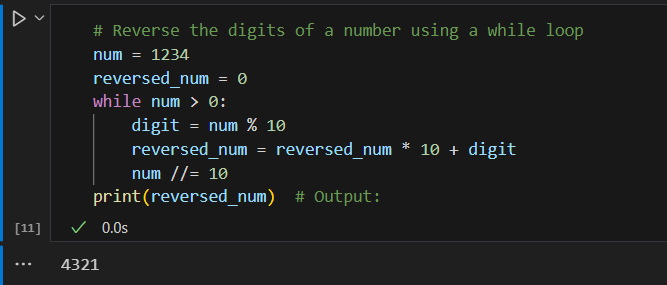 # Reverse the digits of a number using a while loop
num = 1234
reversed_num = 0
while num > 0:
    digit = num % 10
    reversed_num = reversed_num * 10 + digit
    num //= 10
print(reversed_num)  # Output:
[11] 0.0s
4321